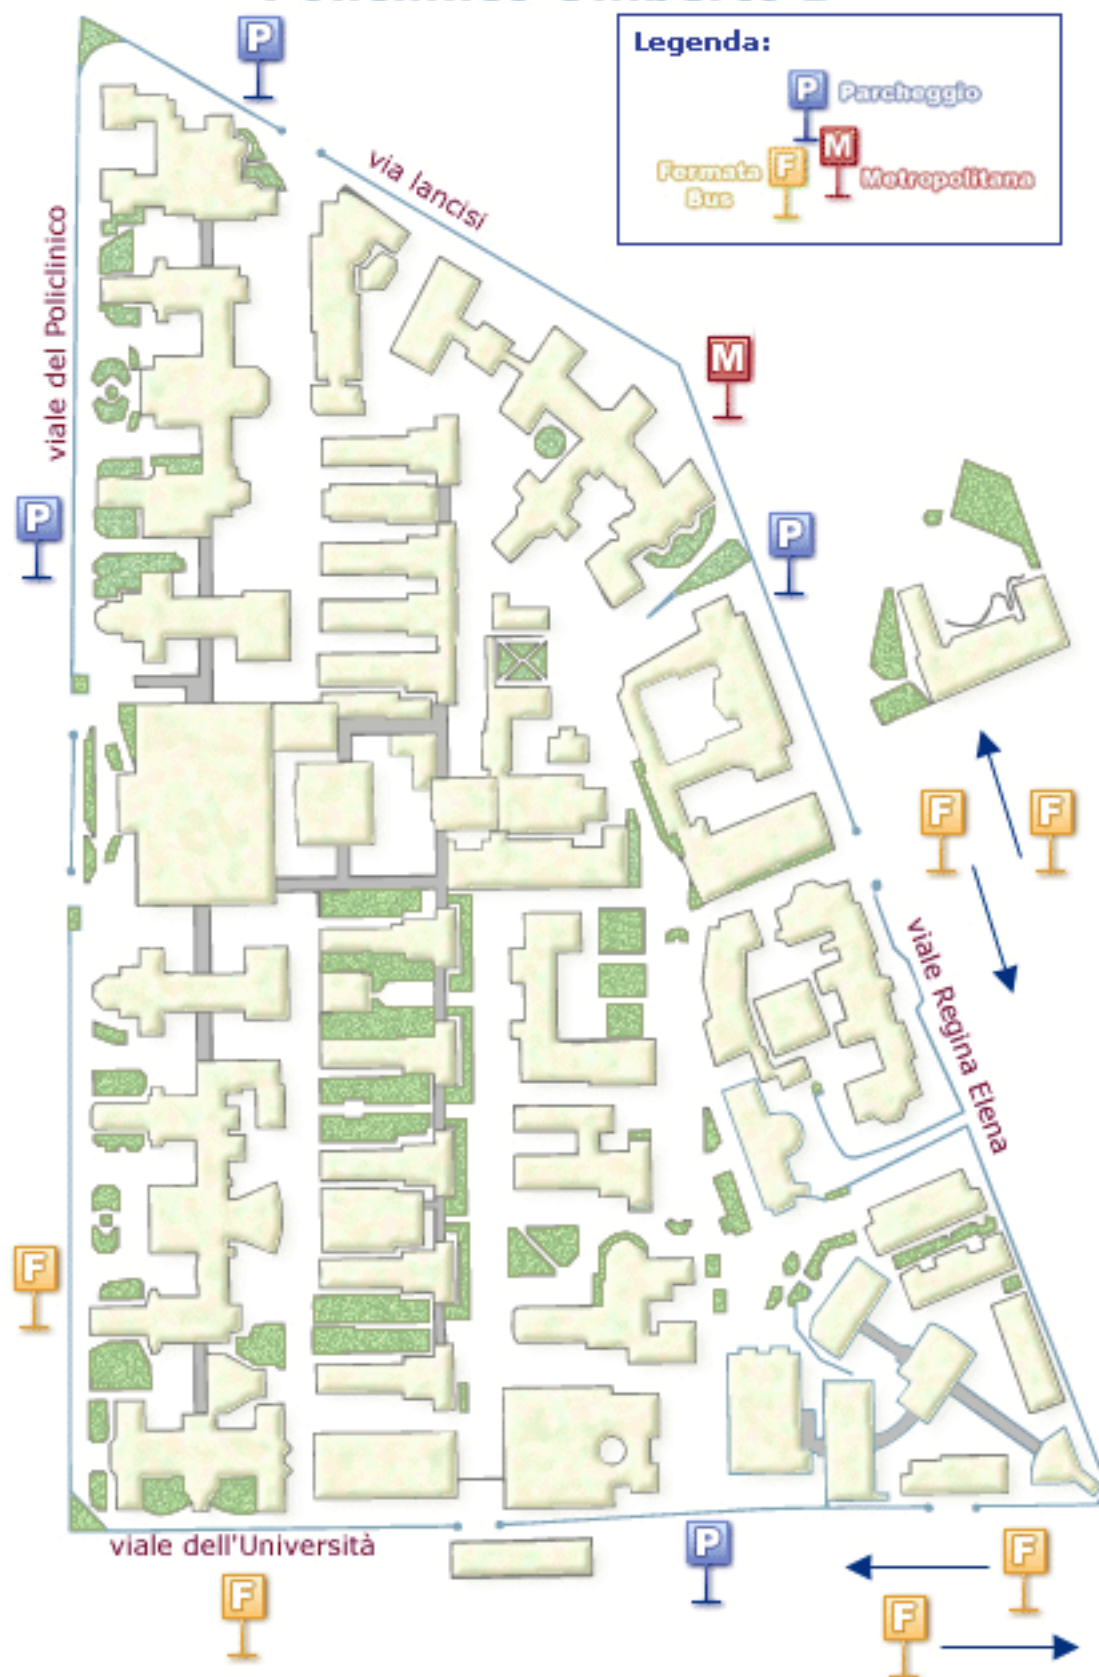 Legenda:
P
P Parcheggio
M
Fermata F
Bus
Metropolitana
via lancisi
viale del Policlinico
M
P
P
F
F
viale Regina Elena
F
viale dell'Università
P
F
F
F